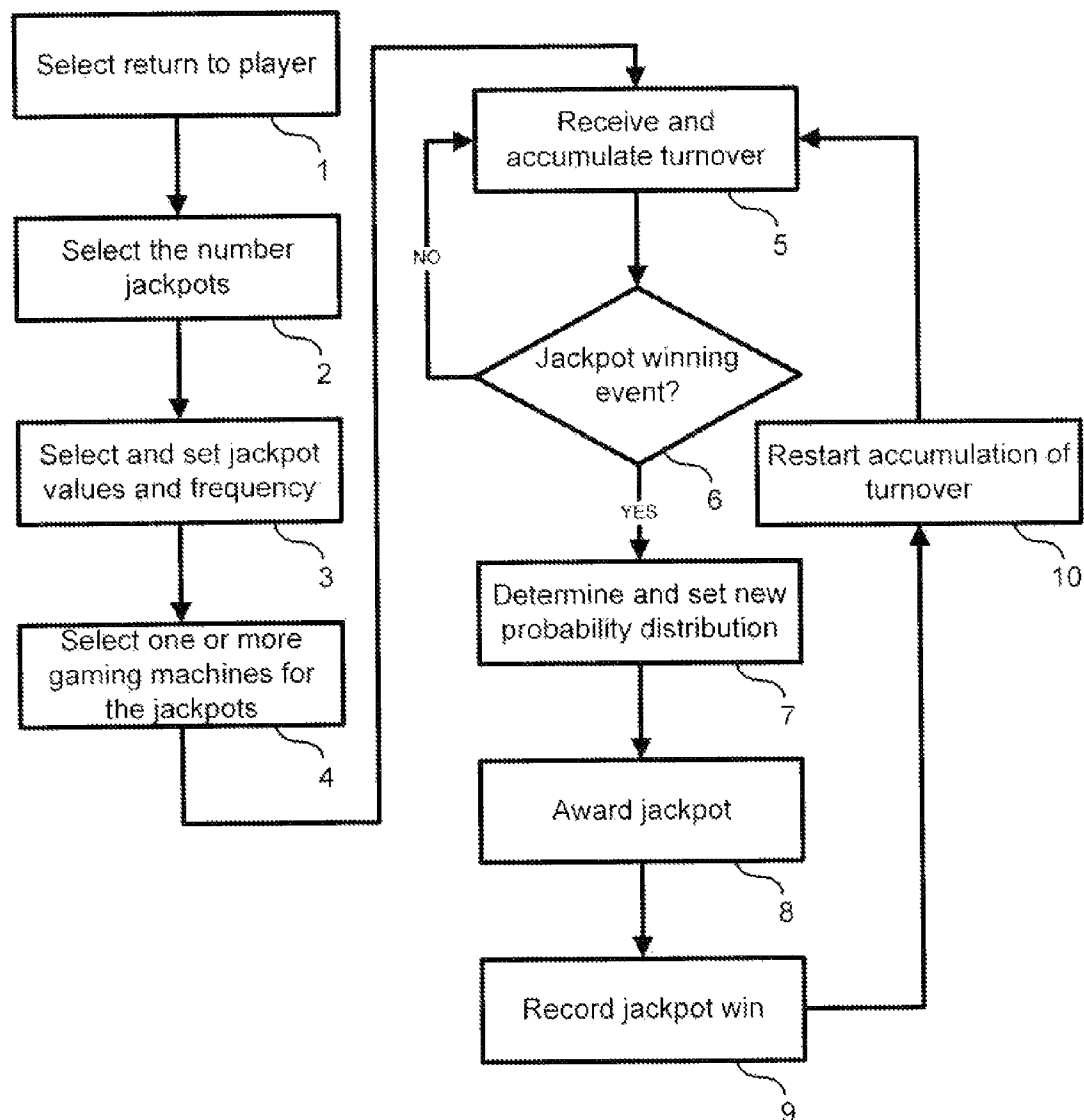 Select return to player
1
Select the number
jackpots
2
Select and set jackpot
values and frequency
3
Select one or more
gaming machines for
the jackpots
4
Receive and
accumulate turnover
5
NO
Jackpot winning
event?
6
YES
Determine and set new
probability distribution
7
Award jackpot
8
Record jackpot win
9
Restart accumulation of
turnover
10